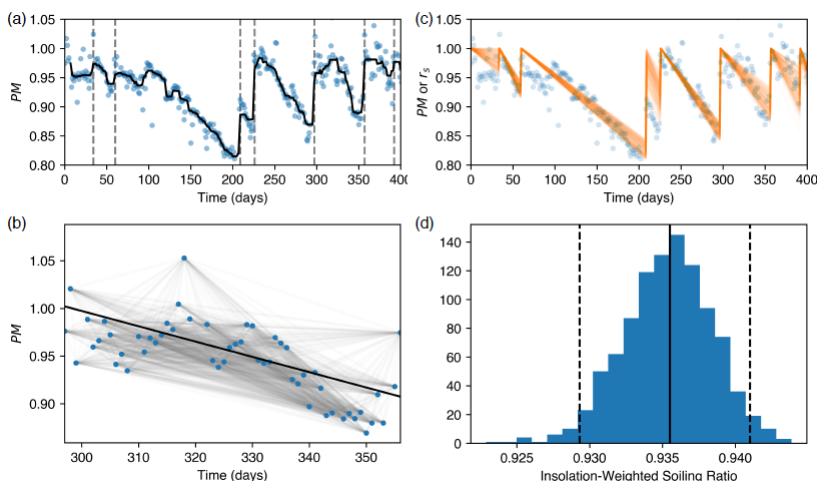 (a)
1.05
1.00
0.95
0.90
0.85
0.80
PM
0 50 100 150 200 250 300 350 400
Time (days)
(c)
1.05
1.00
0.95
0.90
0.85
0.80
PM or rs
0 50 100 150 200 250 300 350 400
Time (days)
(b)
1.05
1.00
0.95
0.90
PM
300 310 320 330 340 350
Time (days)
(d)
140
120
100
80
60
40
20
0
0.925 0.930 0.935 0.940
Insolation-Weighted Soiling Ratio